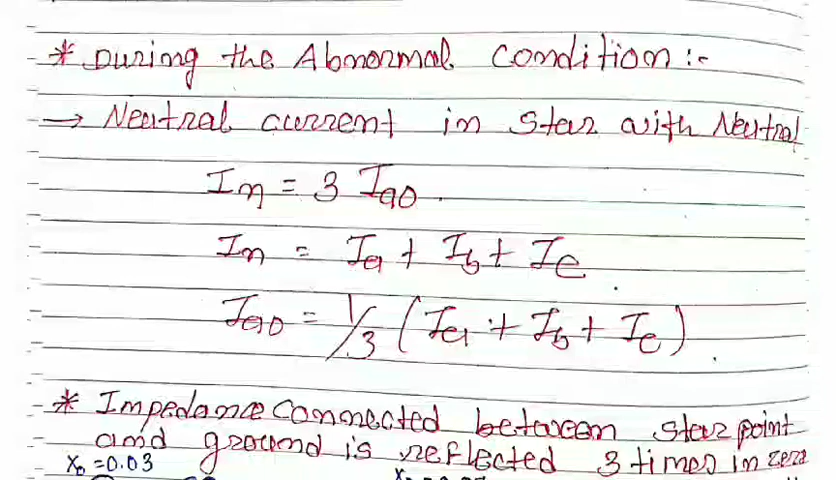 * During the Abnormal Condition :-
→ Neutral current in star with Neutral
In = 3 Ia0.
In = Ia + Ib + Ic.
Ia0 = 1/3 (Ia + Ib + Ic).
* Impedance Connected between star point
and ground is reflected 3 times in zero
X0 = 0.03